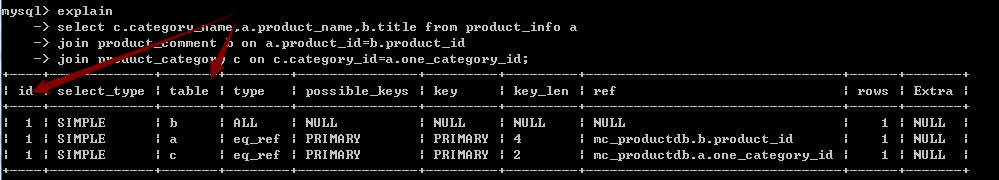 mysql> explain
-> select c.category_name,a.product_name,b.title from product_info a
-> join product_comment b on a.product_id=b.product_id
-> join product_category c on c.category_id=a.one_category_id;
| id | select_type | table | type | possible_keys | key | key_len | ref | rows | Extra |
| 1 | SIMPLE | b | ALL | NULL | NULL | NULL | NULL | 1 | NULL |
| 1 | SIMPLE | a | eq_ref | PRIMARY | PRIMARY | 4 | mc_productdb.b.product_id | 1 | NULL |
| 1 | SIMPLE | c | eq_ref | PRIMARY | PRIMARY | 2 | mc_productdb.a.one_category_id | 1 | NULL |